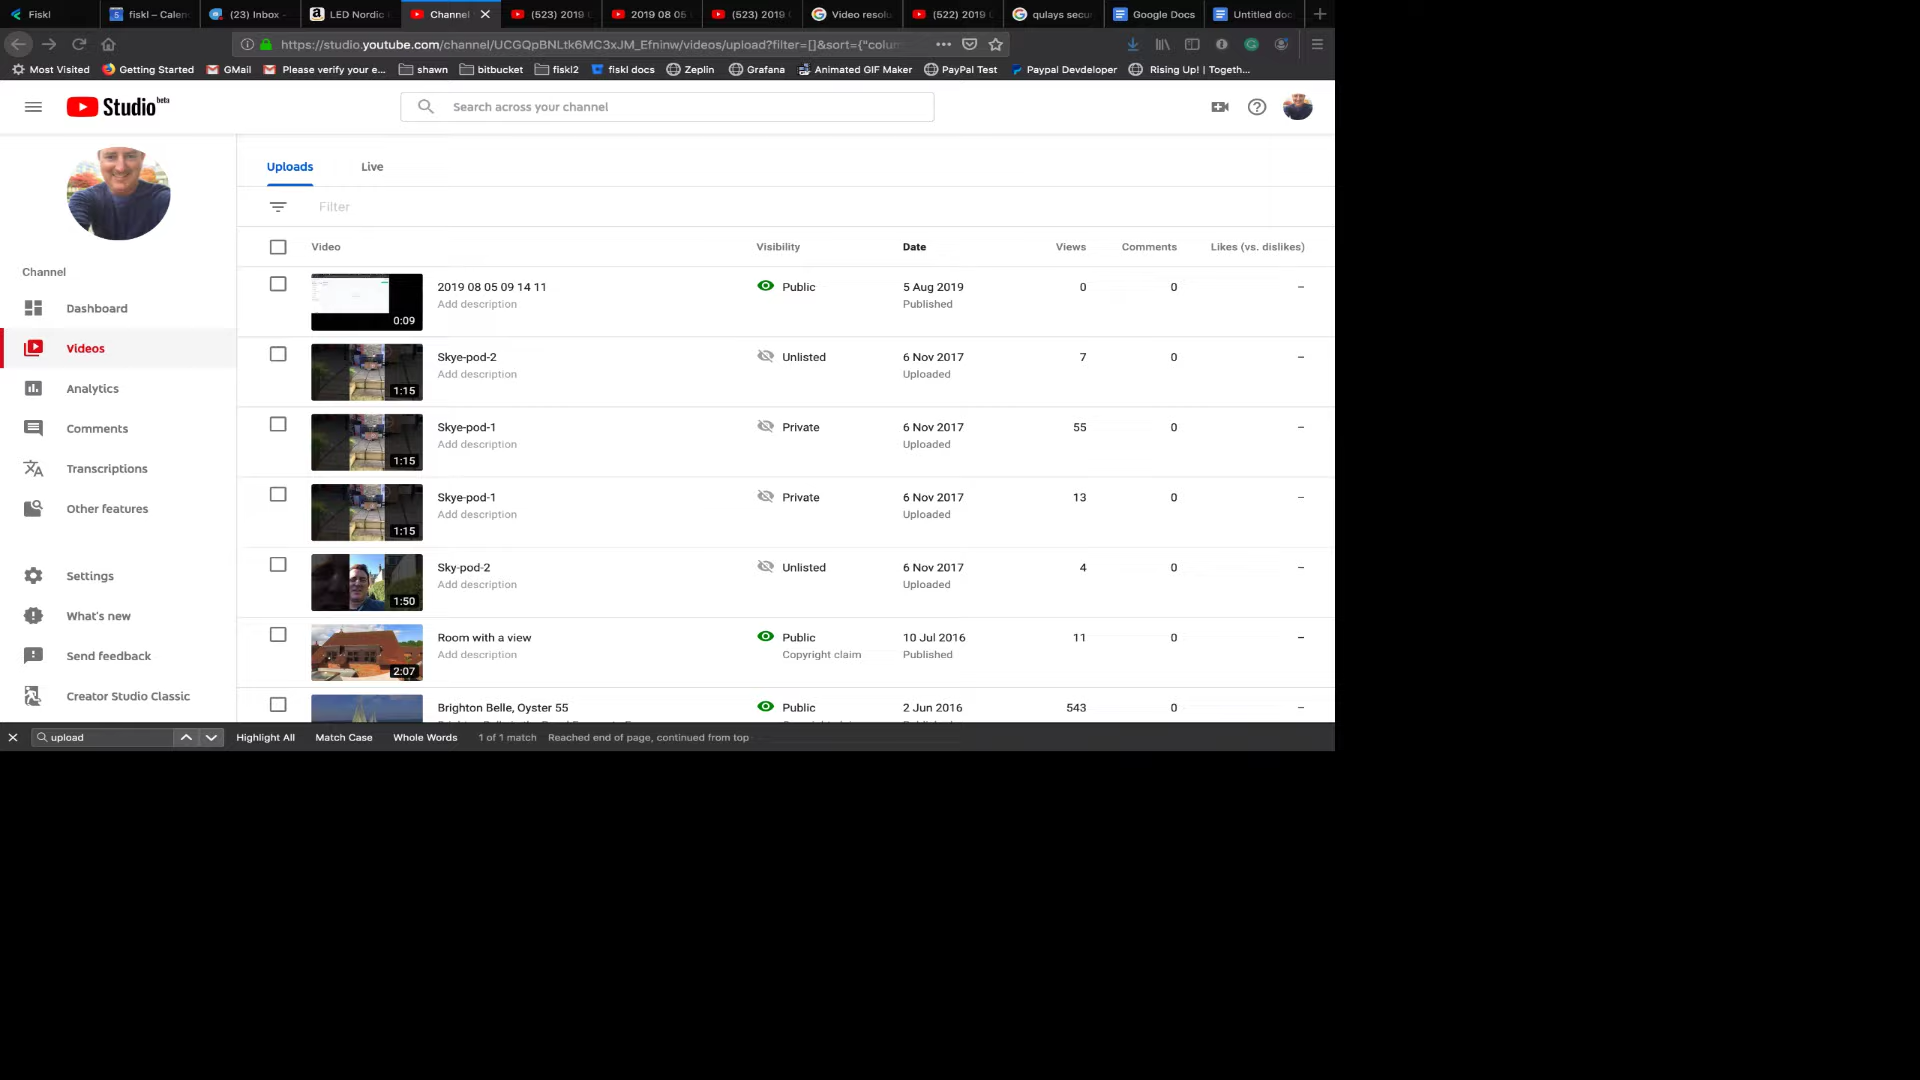 Fiskl
fiskl – Calen
(23) Inbox -
LED Nordic
Channel
(523) 2019
2019 08 05
(523) 2019
Video resolu
(522) 2019
qulays secu
Google Docs
Untitled doc
https://studio.youtube.com/channel/UCGQpBNLtk6MC3xJM_Efninw/videos/upload?filter=[]&sort={"colum
Most Visited
Getting Started
GMail
Please verify your e...
shawn
bitbucket
fiskl2
fiskl docs
Zeplin
Grafana
Animated GIF Maker
PayPal Test
Paypal Devdeloper
Rising Up! | Togeth...
Studio beta
Search across your channel
Uploads
Live
Filter
Channel
Dashboard
Videos
Analytics
Comments
Transcriptions
Other features
Settings
What's new
Send feedback
Creator Studio Classic
Video Visibility Date Views Comments Likes (vs. dislikes)
0:09
2019 08 05 09 14 11 Public 5 Aug 2019 0 0 –
Add description Published
1:15
Skye-pod-2 Unlisted 6 Nov 2017 7 0 –
Add description Uploaded
1:15
Skye-pod-1 Private 6 Nov 2017 55 0 –
Add description Uploaded
1:15
Skye-pod-1 Private 6 Nov 2017 13 0 –
Add description Uploaded
1:50
Sky-pod-2 Unlisted 6 Nov 2017 4 0 –
Add description Uploaded
2:07
Room with a view Public 10 Jul 2016 11 0 –
Add description Copyright claim Published
Brighton Belle, Oyster 55 Public 2 Jun 2016 543 0 –
upload
Highlight All
Match Case
Whole Words
1 of 1 match
Reached end of page, continued from top